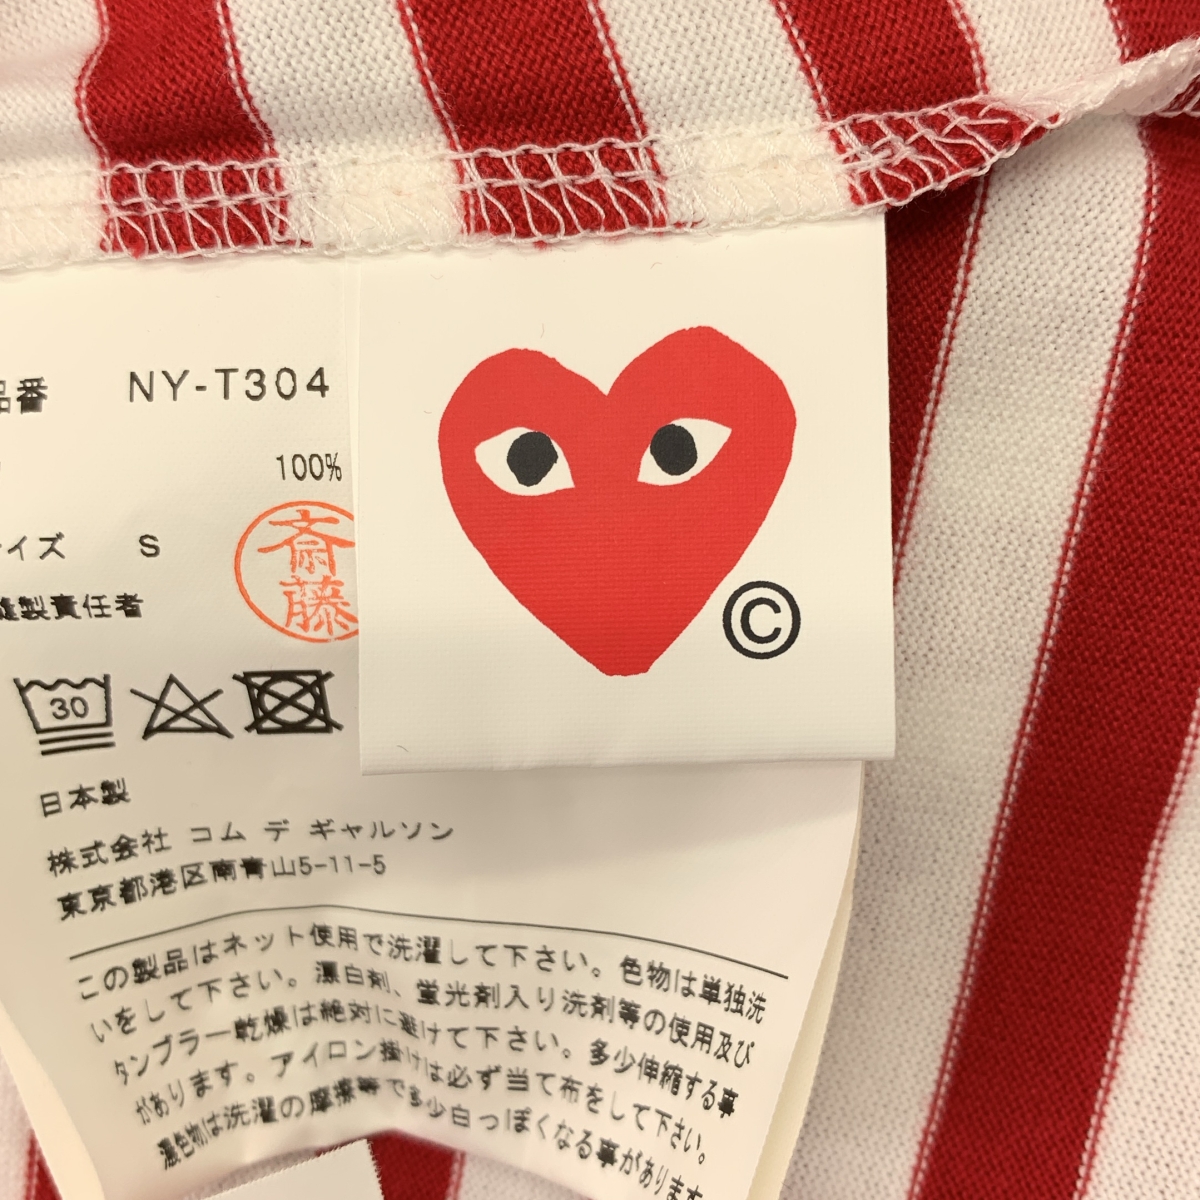 品番 NY-T304
100%
イズ S
斎藤
縫製責任者
30
©
日本製
株式会社 コム デ ギャルソン
東京都港区南青山5-11-5
この製品はネット使用で洗濯して下さい。色物は単独洗
いをして下さい。漂白剤、蛍光剤入り洗剤等の使用及び
タンブラー乾燥は絶対に避けて下さい。多少伸縮する事
があります。アイロン掛けは必ず当て布をして下さい。
濃色物は洗濯の摩擦等で多少白っぽくなる事があります